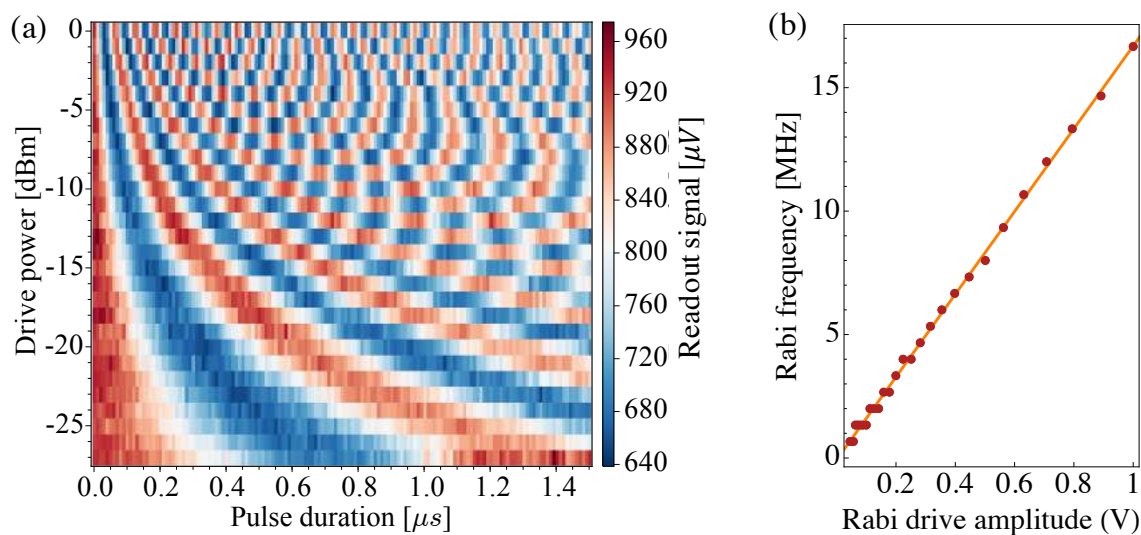 (a)
0
-5
-10
-15
-20
-25
Drive power [dBm]
0.0 0.2 0.4 0.6 0.8 1.0 1.2 1.4
Pulse duration [μs]
960
920
880
840
800
760
720
680
640
Readout signal [μV]
(b)
15
10
5
0
Rabi frequency [MHz]
0.2 0.4 0.6 0.8 1
Rabi drive amplitude (V)